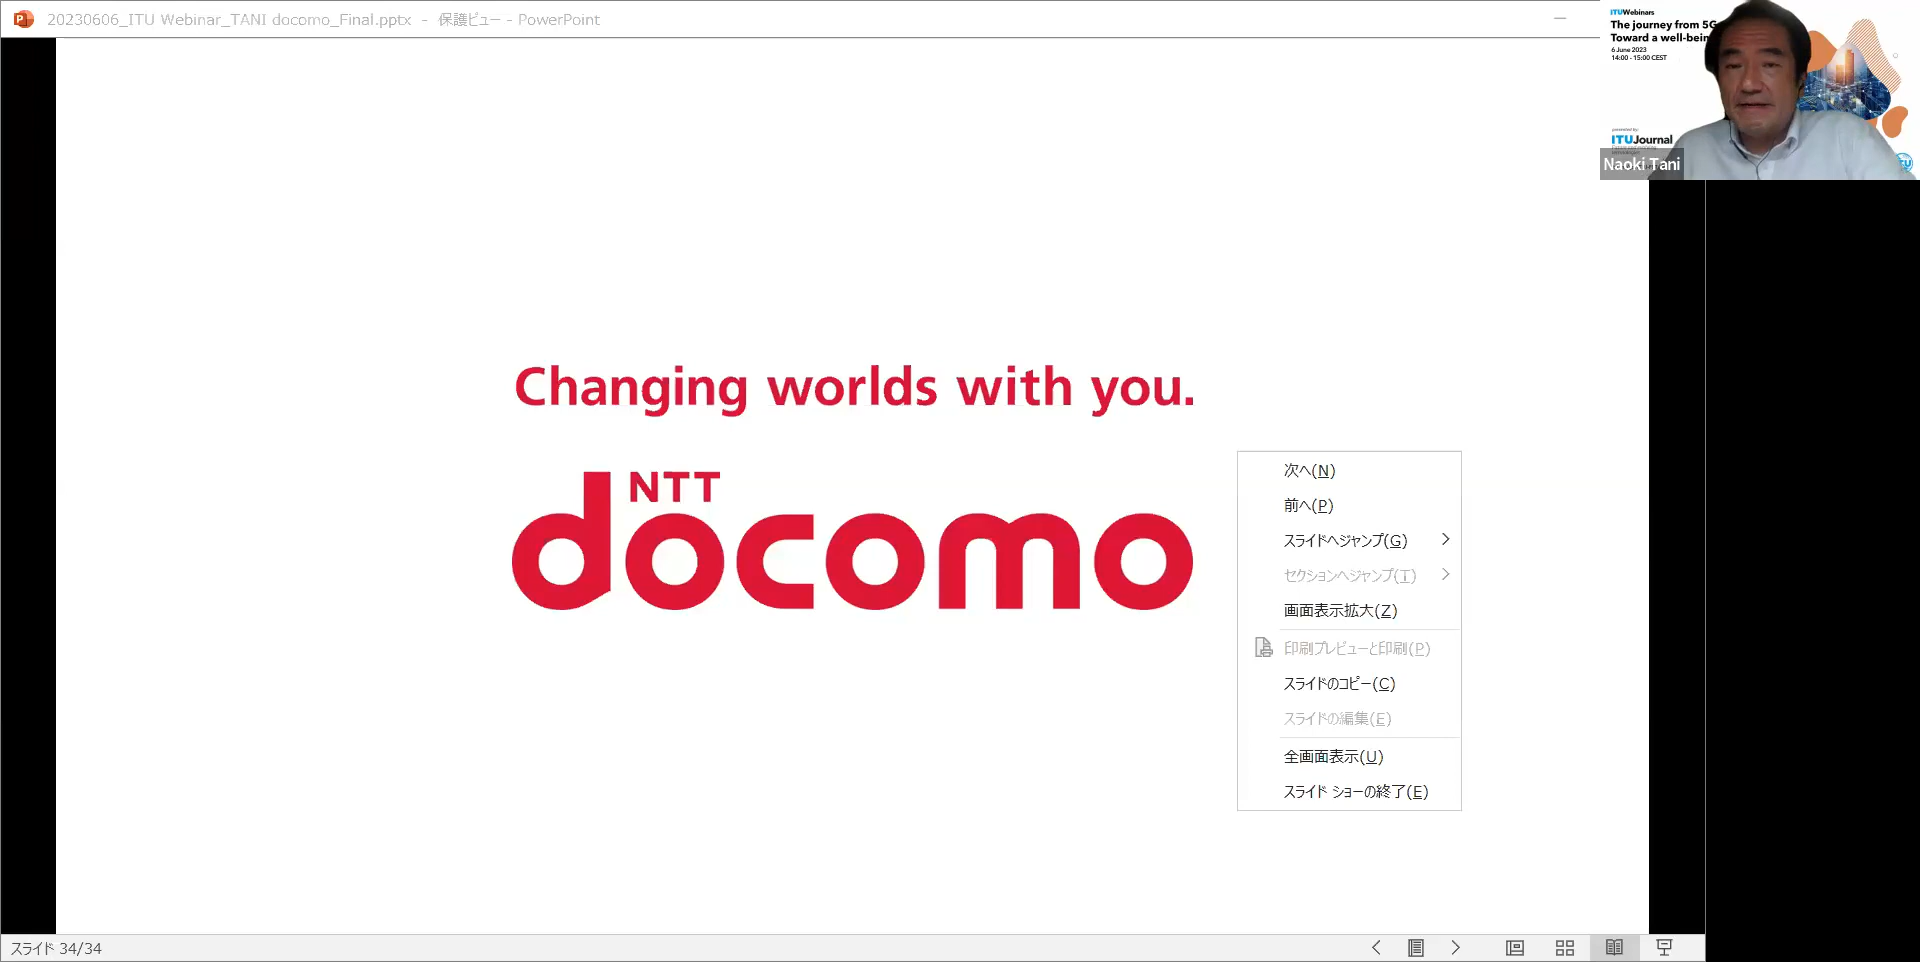 20230606_ITU Webinar_TANI docomo_Final.pptx - 保護ビュー - PowerPoint
ITUWebinars
The journey from 5G
Toward a well-bein
6 June 2023
14:00 - 15:00 CEST
presented by:
ITUJournal
Naoki Tani
Changing worlds with you.
NTT
docomo
次へ(N)
前へ(P)
スライドへジャンプ(G)
セクションへジャンプ(T)
画面表示拡大(Z)
印刷プレビューと印刷(P)
スライドのコピー(C)
スライドの編集(E)
全画面表示(U)
スライド ショーの終了(E)
スライド 34/34